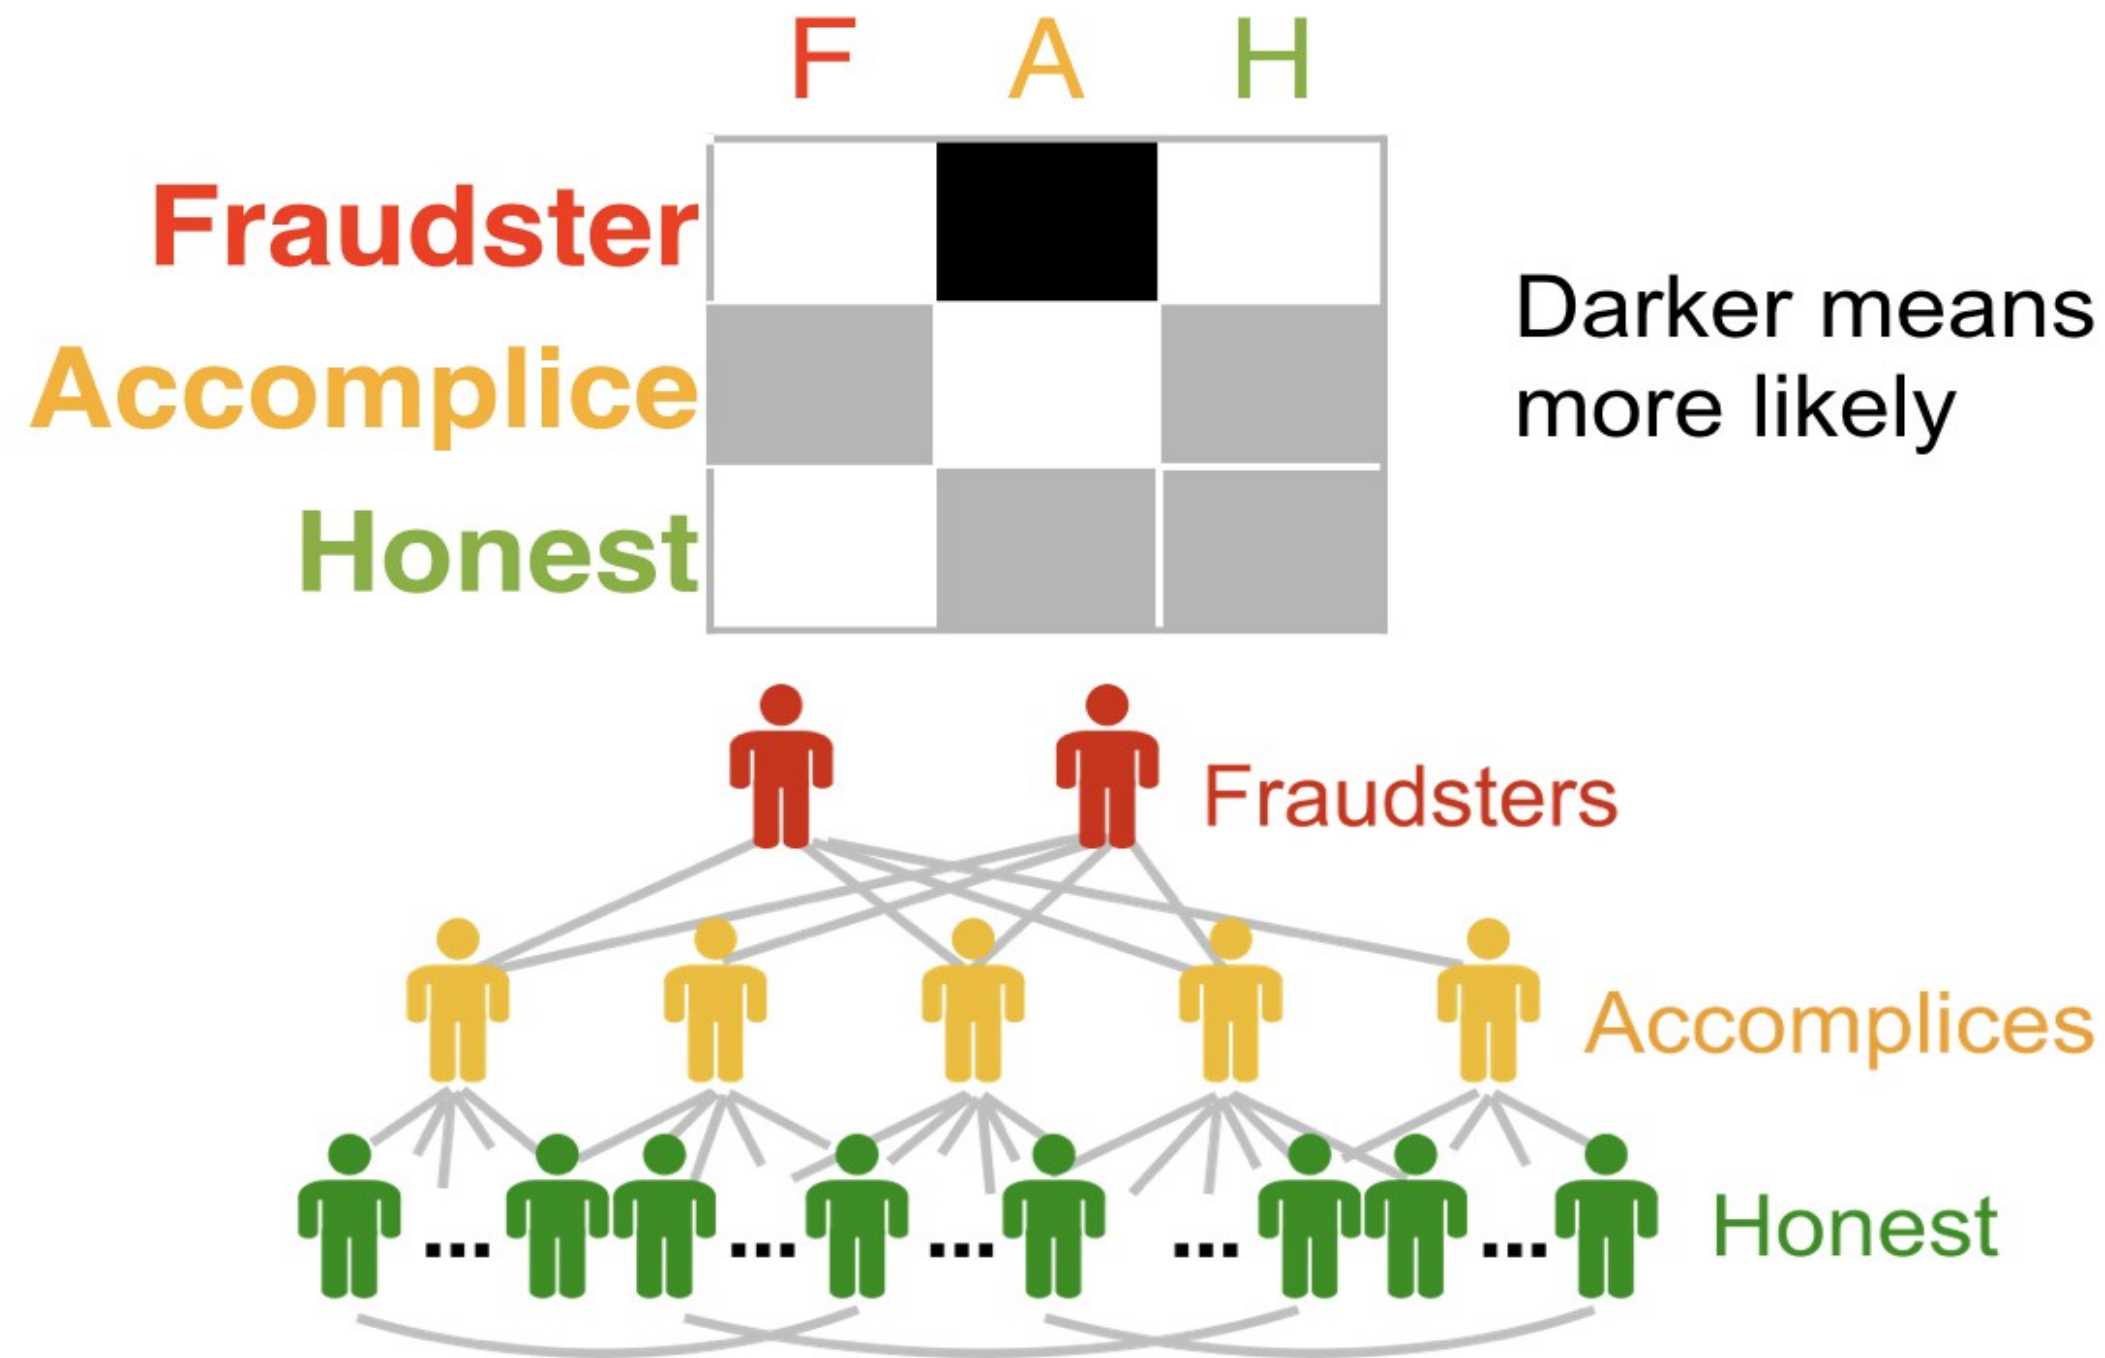 F A H
Fraudster
Accomplice
Honest
Darker means
more likely
Fraudsters
Accomplices
...
...
...
...
...
Honest